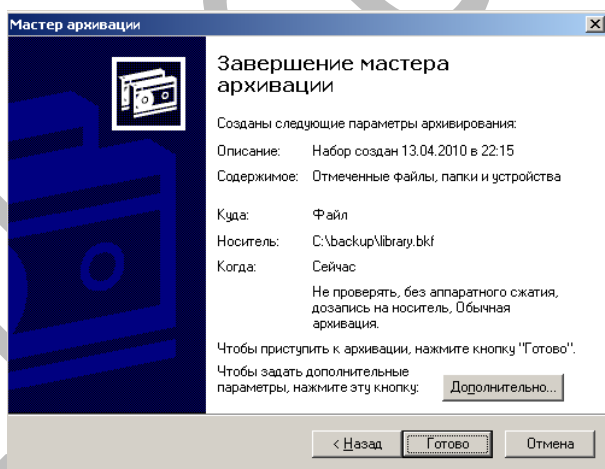 Мастер архивации
Завершение мастера
архивации
Созданы следующие параметры архивирования:
Описание: Набор создан 13.04.2010 в 22:15
Содержимое: Отмеченные файлы, папки и устройства
Куда: Файл
Носитель: C:\backup\library.bkf
Когда: Сейчас
Не проверять, без аппаратного сжатия,
дозапись на носитель, Обычная
архивация.
Чтобы приступить к архивации, нажмите кнопку "Готово".
Чтобы задать дополнительные
параметры, нажмите эту кнопку: Дополнительно...
< Назад Готово Отмена